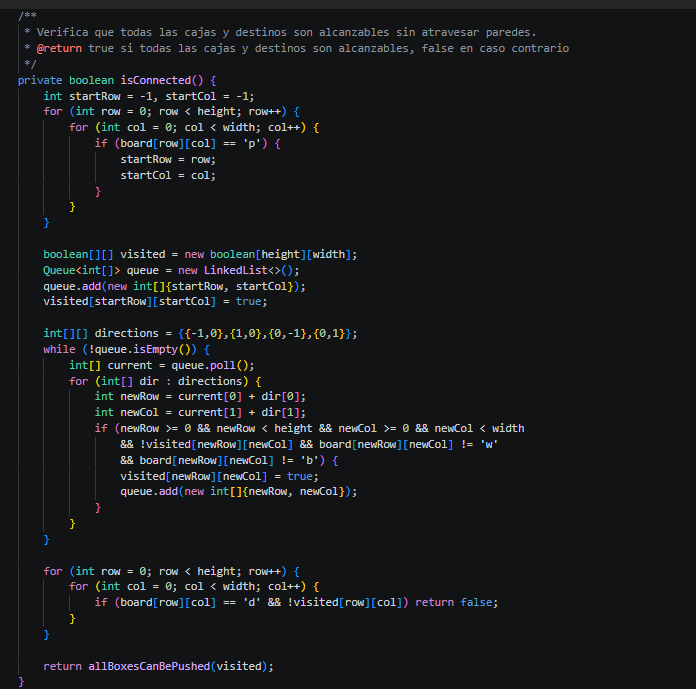 /**
 * Verifica que todas las cajas y destinos son alcanzables sin atravesar paredes.
 * @return true si todas las cajas y destinos son alcanzables, false en caso contrario
 */
private boolean isConnected() {
    int startRow = -1, startCol = -1;
    for (int row = 0; row < height; row++) {
        for (int col = 0; col < width; col++) {
            if (board[row][col] == 'p') {
                startRow = row;
                startCol = col;
            }
        }
    }

    boolean[][] visited = new boolean[height][width];
    Queue<int[]> queue = new LinkedList<>();
    queue.add(new int[]{startRow, startCol});
    visited[startRow][startCol] = true;

    int[][] directions = {{-1,0},{1,0},{0,-1},{0,1}};
    while (!queue.isEmpty()) {
        int[] current = queue.poll();
        for (int[] dir : directions) {
            int newRow = current[0] + dir[0];
            int newCol = current[1] + dir[1];
            if (newRow >= 0 && newRow < height && newCol >= 0 && newCol < width
                && !visited[newRow][newCol] && board[newRow][newCol] != 'w'
                && board[newRow][newCol] != 'b') {
                visited[newRow][newCol] = true;
                queue.add(new int[]{newRow, newCol});
            }
        }
    }

    for (int row = 0; row < height; row++) {
        for (int col = 0; col < width; col++) {
            if (board[row][col] == 'd' && !visited[row][col]) return false;
        }
    }

    return allBoxesCanBePushed(visited);
}